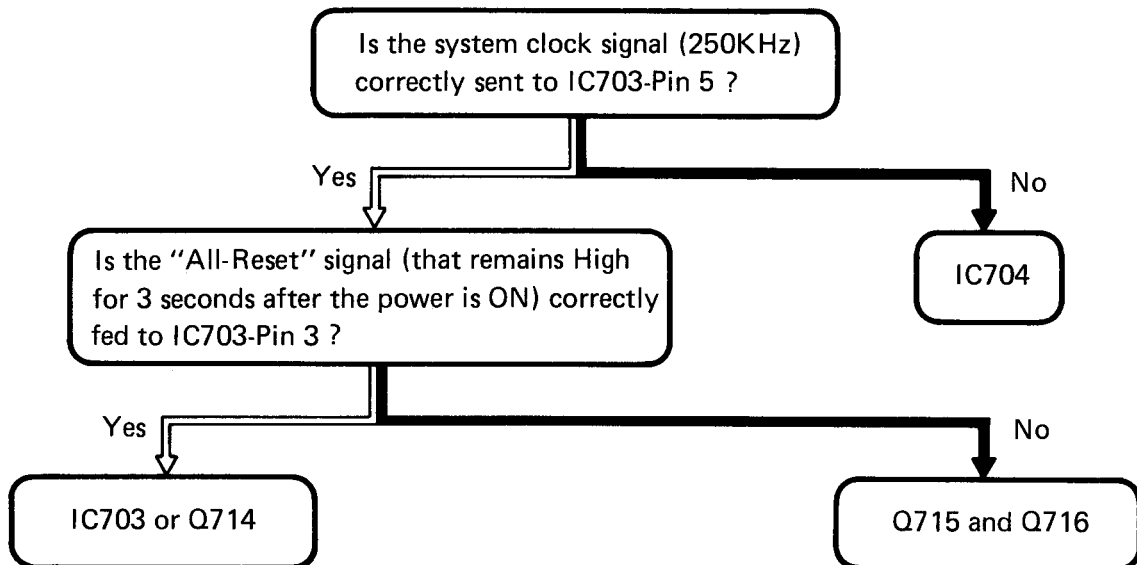 Is the system clock signal (250KHz)
correctly sent to IC703-Pin 5 ?
Yes
No
Is the “All-Reset” signal (that remains High
for 3 seconds after the power is ON) correctly
fed to IC703-Pin 3 ?
IC704
Yes
No
IC703 or Q714
Q715 and Q716